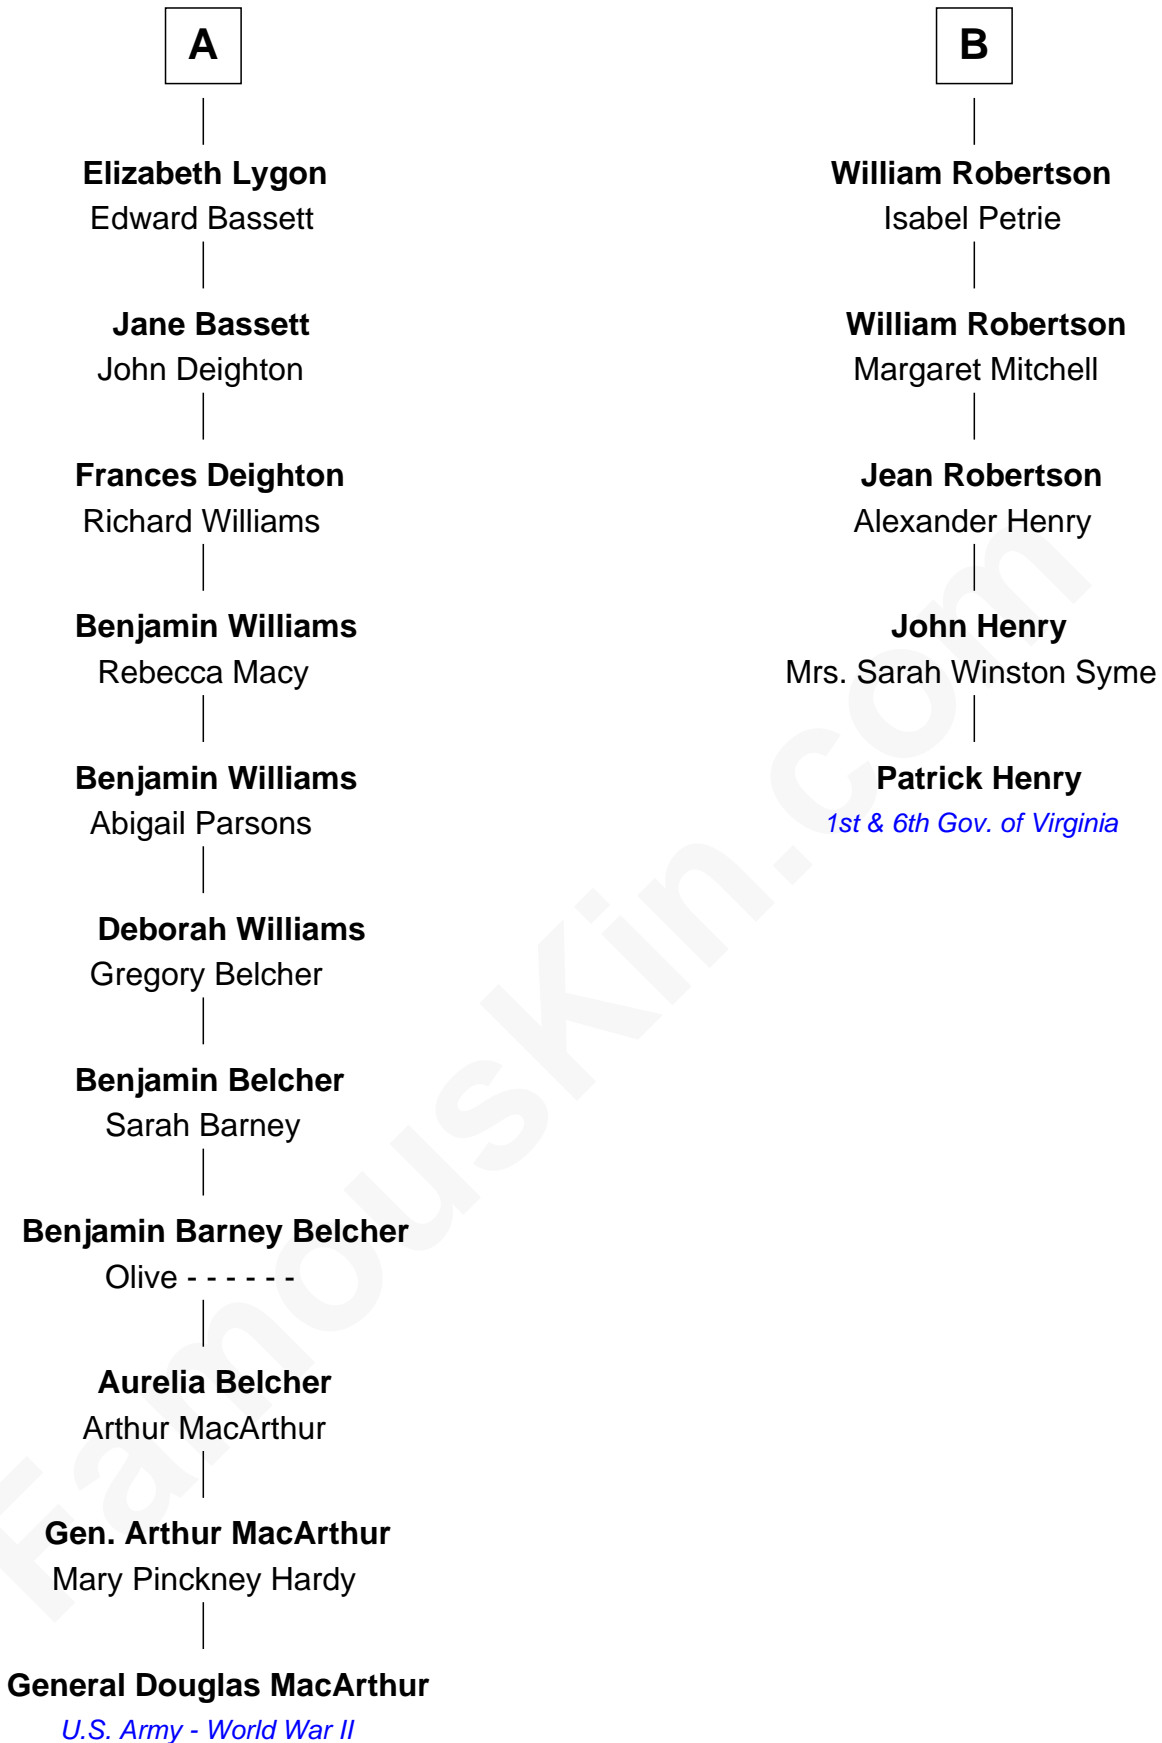 A
Elizabeth Lygon
Edward Bassett
Jane Bassett
John Deighton
Frances Deighton
Richard Williams
Benjamin Williams
Rebecca Macy
Benjamin Williams
Abigail Parsons
Deborah Williams
Gregory Belcher
Benjamin Belcher
Sarah Barney
Benjamin Barney Belcher
Olive - - - - - -
Aurelia Belcher
Arthur MacArthur
Gen. Arthur MacArthur
Mary Pinckney Hardy
General Douglas MacArthur
U.S. Army - World War II
B
William Robertson
Isabel Petrie
William Robertson
Margaret Mitchell
Jean Robertson
Alexander Henry
John Henry
Mrs. Sarah Winston Syme
Patrick Henry
1st & 6th Gov. of Virginia
FamousKin.com